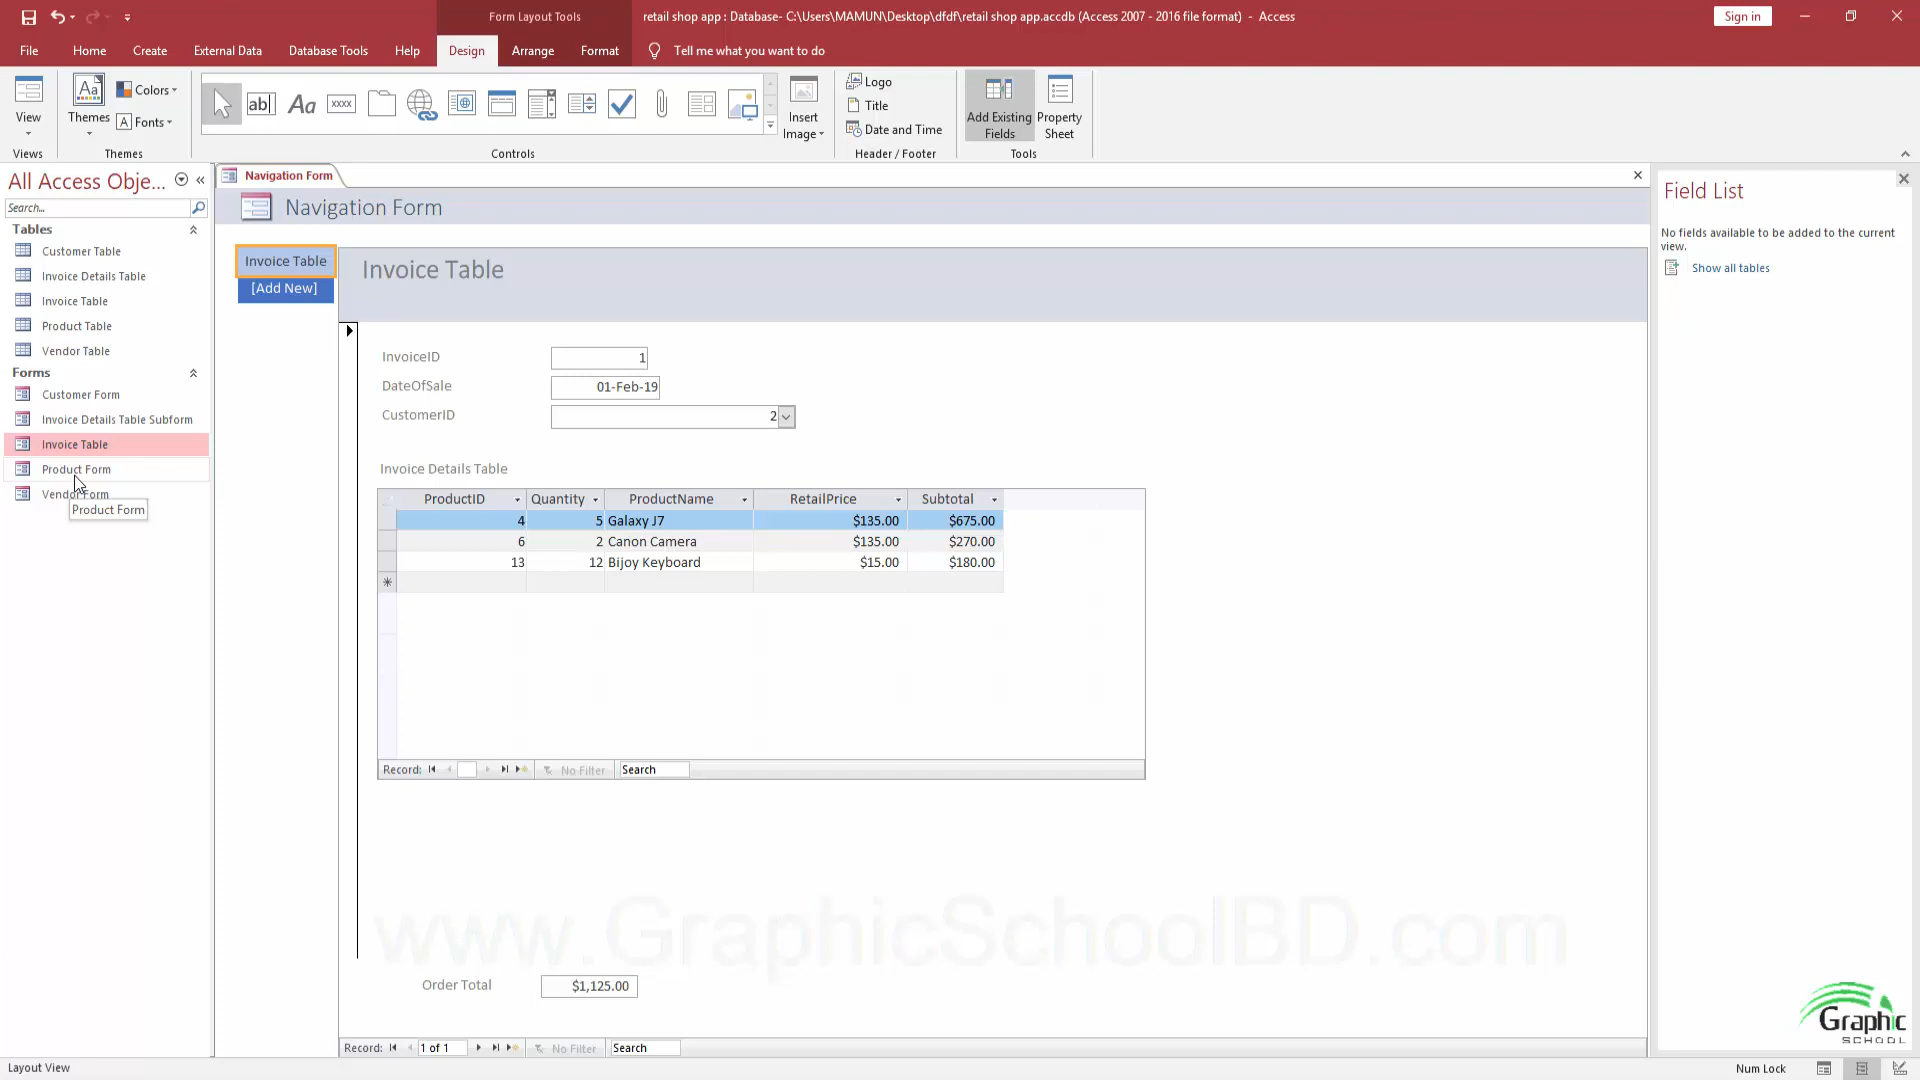 Form Layout Tools
retail shop app : Database- C:\Users\MAMUN\Desktop\dfdf\retail shop app.accdb (Access 2007 - 2016 file format)  -  Access
Sign in
File
Home
Create
External Data
Database Tools
Help
Design
Arrange
Format
Tell me what you want to do
View
Views
Aa
Themes
Colors
A Fonts
Themes
ab|
Aa
xxxx
Controls
Insert Image
Logo
Title
Date and Time
Header / Footer
Add Existing Fields
Property Sheet
Tools
All Access Obje...
Search...
Tables
Customer Table
Invoice Details Table
Invoice Table
Product Table
Vendor Table
Forms
Customer Form
Invoice Details Table Subform
Invoice Table
Product Form
Vendor Form
Product Form
Navigation Form
Navigation Form
Invoice Table
[Add New]
Invoice Table
InvoiceID 1
DateOfSale 01-Feb-19
CustomerID 2
Invoice Details Table
ProductID Quantity ProductName RetailPrice Subtotal
4 5 Galaxy J7 $135.00 $675.00
6 2 Canon Camera $135.00 $270.00
13 12 Bijoy Keyboard $15.00 $180.00
Record: No Filter Search
www.GraphicSchoolBD.com
Order Total $1,125.00
Record: 1 of 1 No Filter Search
Field List
No fields available to be added to the current
view.
Show all tables
Graphic
SCHOOL
Layout View
Num Lock